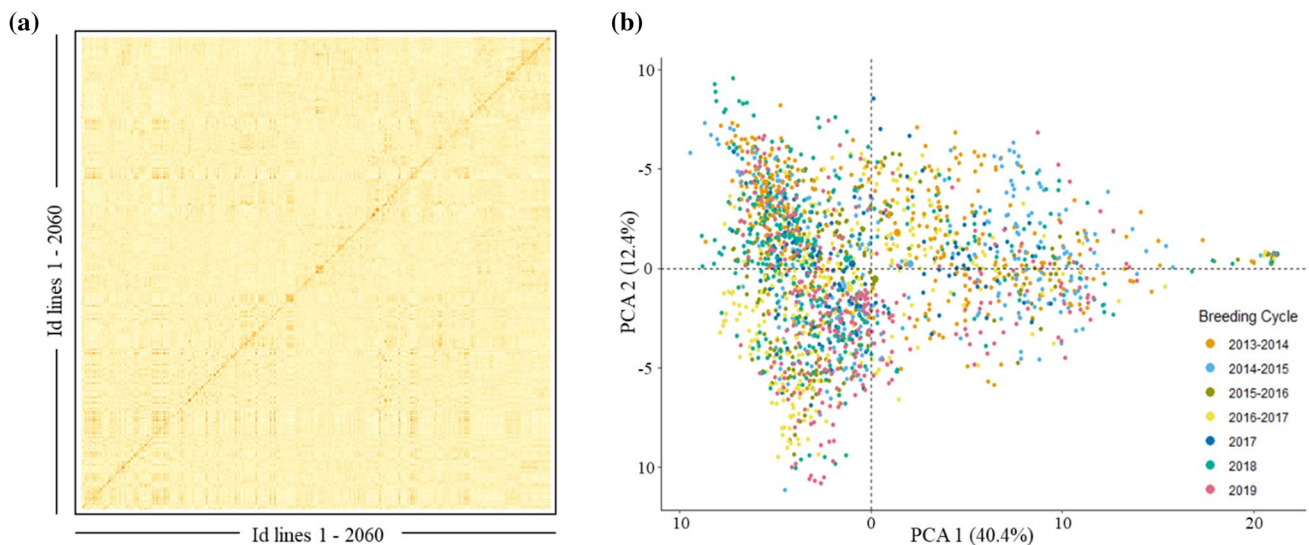 (a)
Id lines 1 - 2060
Id lines 1 - 2060
(b)
10
-5
0
-5
10
PCA 2 (12.4%)
10
0
10
20
PCA 1 (40.4%)
Breeding Cycle
2013-2014
2014-2015
2015-2016
2016-2017
2017
2018
2019